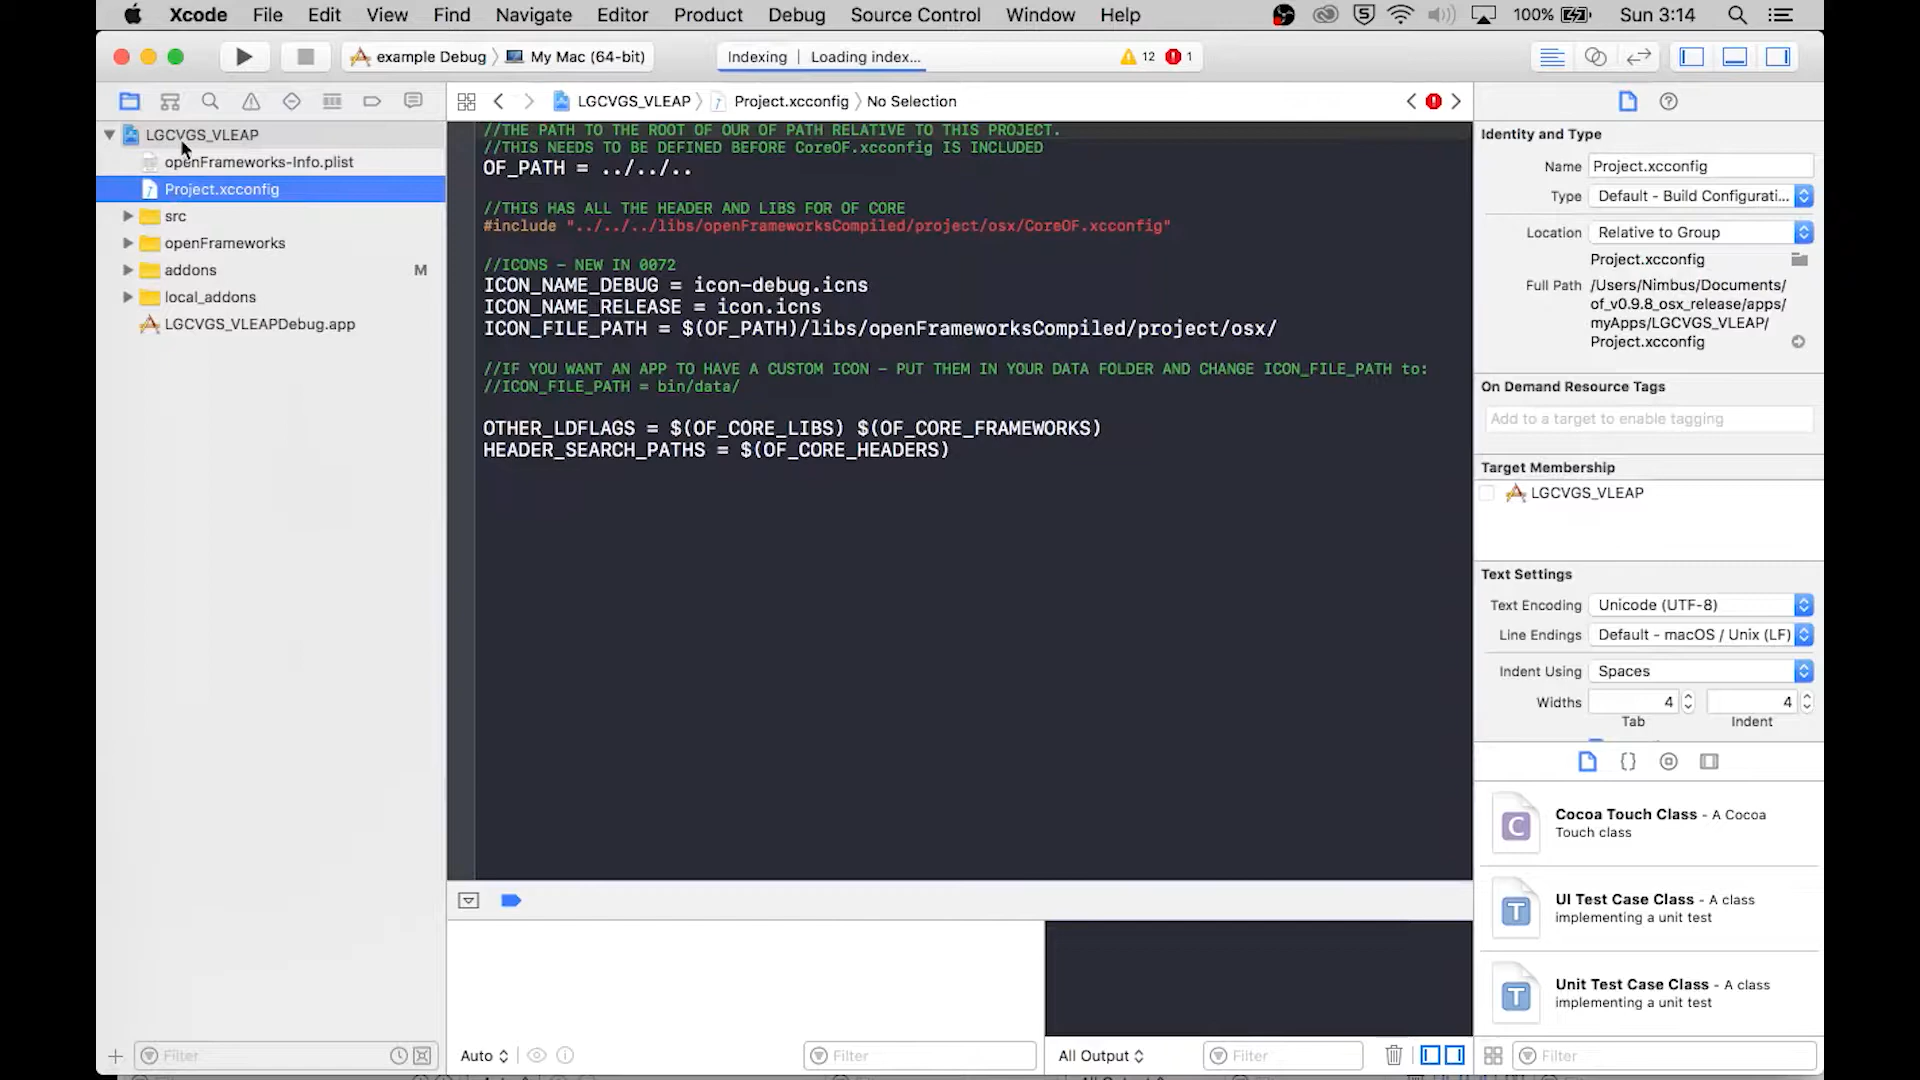 Xcode File Edit View Find Navigate Editor Product Debug Source Control Window Help 100% Sun 3:14
example Debug My Mac (64-bit) Indexing | Loading index... 12 1
LGCVGS_VLEAP Project.xcconfig No Selection
LGCVGS_VLEAP
openFrameworks-Info.plist
Project.xcconfig
src
openFrameworks
addons M
local_addons
LGCVGS_VLEAPDebug.app
//THE PATH TO THE ROOT OF OUR OF PATH RELATIVE TO THIS PROJECT.
//THIS NEEDS TO BE DEFINED BEFORE CoreOF.xcconfig IS INCLUDED
OF_PATH = ../../..
//THIS HAS ALL THE HEADER AND LIBS FOR OF CORE
#include "../../../libs/openFrameworksCompiled/project/osx/CoreOF.xcconfig"
//ICONS - NEW IN 0072
ICON_NAME_DEBUG = icon-debug.icns
ICON_NAME_RELEASE = icon.icns
ICON_FILE_PATH = $(OF_PATH)/libs/openFrameworksCompiled/project/osx/
//IF YOU WANT AN APP TO HAVE A CUSTOM ICON - PUT THEM IN YOUR DATA FOLDER AND CHANGE ICON_FILE_PATH to:
//ICON_FILE_PATH = bin/data/
OTHER_LDFLAGS = $(OF_CORE_LIBS) $(OF_CORE_FRAMEWORKS)
HEADER_SEARCH_PATHS = $(OF_CORE_HEADERS)
Identity and Type
Name Project.xcconfig
Type Default - Build Configurati...
Location Relative to Group
Project.xcconfig
Full Path /Users/Nimbus/Documents/
of_v0.9.8_osx_release/apps/
myApps/LGCVGS_VLEAP/
Project.xcconfig
On Demand Resource Tags
Add to a target to enable tagging
Target Membership
LGCVGS_VLEAP
Text Settings
Text Encoding Unicode (UTF-8)
Line Endings Default - macOS / Unix (LF)
Indent Using Spaces
Widths 4 4
Tab Indent
{}
C Cocoa Touch Class - A Cocoa
Touch class
T UI Test Case Class - A class
implementing a unit test
T Unit Test Case Class - A class
implementing a unit test
Filter Auto Filter All Output Filter Filter